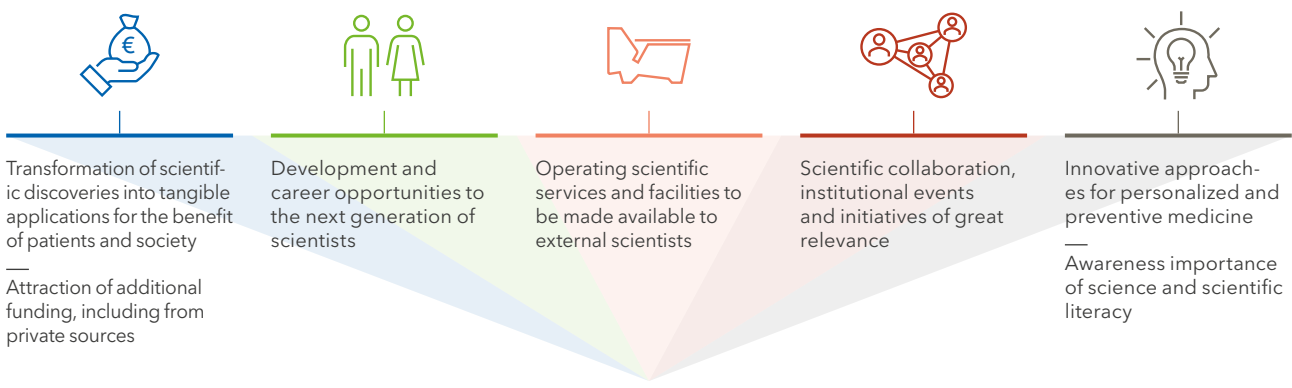 €
Transformation of scientif-
ic discoveries into tangible
applications for the benefit
of patients and society
—
Attraction of additional
funding, including from
private sources
Development and
career opportunities to
the next generation of
scientists
Operating scientific
services and facilities to
be made available to
external scientists
Scientific collaboration,
institutional events
and initiatives of great
relevance
Innovative approach-
es for personalized and
preventive medicine
—
Awareness importance
of science and scientific
literacy